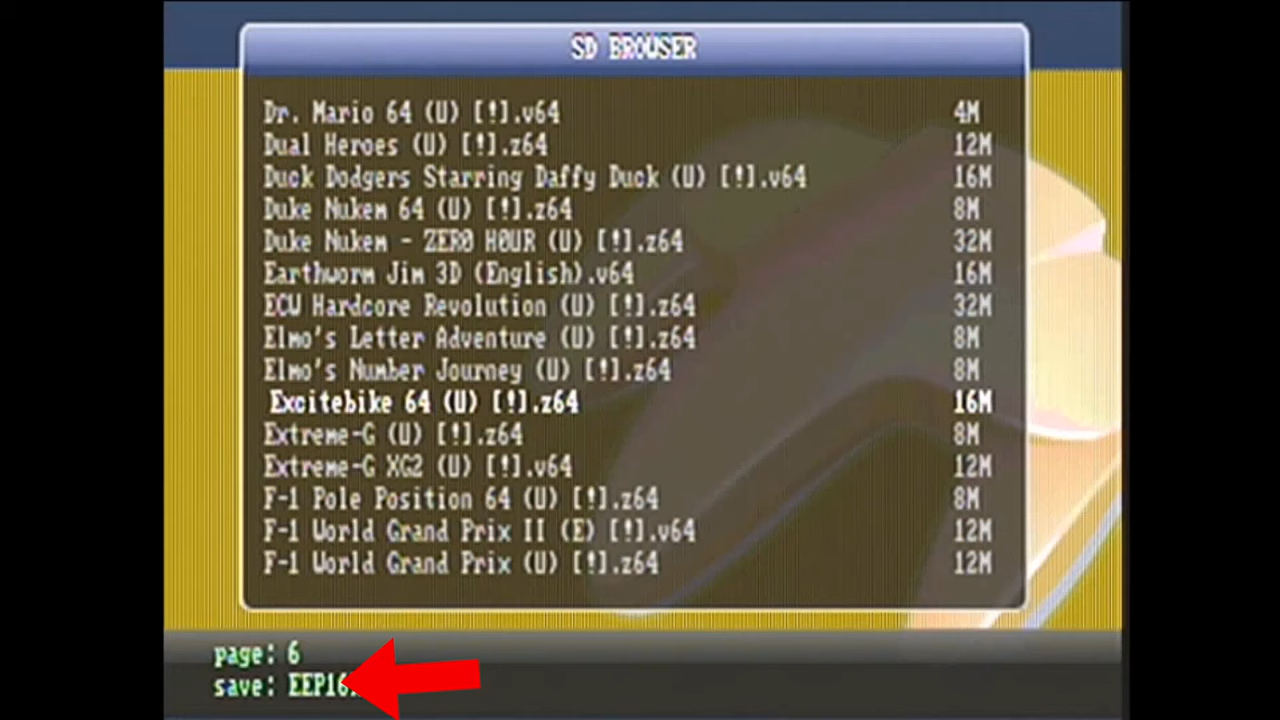 SD BROWSER
Dr. Mario 64 (U) [!].v64 4M
Dual Heroes (U) [!].z64 12M
Duck Dodgers Starring Daffy Duck (U) [!].v64 16M
Duke Nukem 64 (U) [!].z64 8M
Duke Nukem - ZER0 H0UR (U) [!].z64 32M
Earthworm Jim 3D (English).v64 16M
ECW Hardcore Revolution (U) [!].z64 32M
Elmo's Letter Adventure (U) [!].z64 8M
Elmo's Number Journey (U) [!].z64 8M
Excitebike 64 (U) [!].z64 16M
Extreme-G (U) [!].z64 8M
Extreme-G XG2 (U) [!].v64 12M
F-1 Pole Position 64 (U) [!].z64 8M
F-1 World Grand Prix II (E) [!].v64 12M
F-1 World Grand Prix (U) [!].z64 12M
page: 6
save: